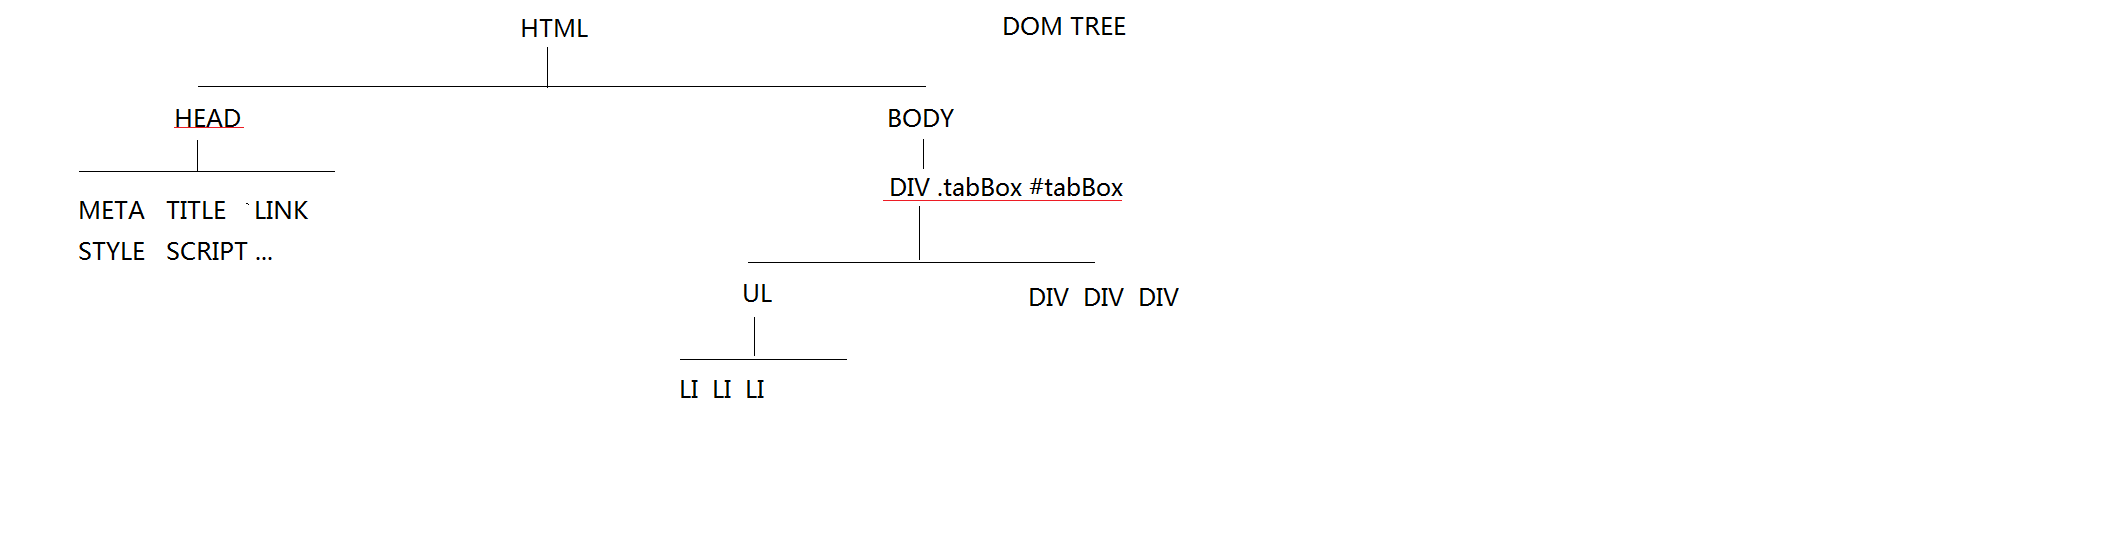 HTML
DOM TREE
HEAD
BODY
DIV .tabBox #tabBox
META TITLE `LINK
STYLE SCRIPT ...
UL
DIV DIV DIV
LI LI LI